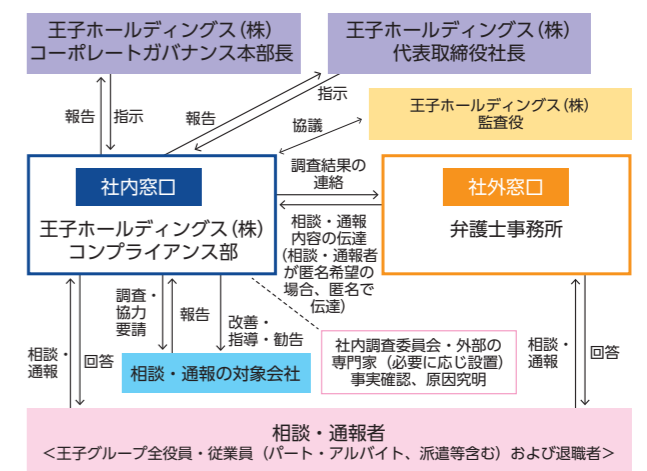 王子ホールディングス（株）
コーポレートガバナンス本部長
王子ホールディングス（株）
代表取締役社長
報告
指示
報告
指示
協議
王子ホールディングス（株）
監査役
社内窓口
王子ホールディングス（株）
コンプライアンス部
調査結果の
連絡
相談・通報
内容の伝達
（相談・通報者
が匿名希望の
場合、匿名で
伝達）
社外窓口
弁護士事務所
相談・
通報
回答
調査・
協力
要請
報告
改善・
指導・勧告
相談・通報の対象会社
社内調査委員会・外部の
専門家（必要に応じ設置）
事実確認、原因究明
相談・
通報
回答
相談・通報者
＜王子グループ全役員・従業員（パート・アルバイト、派遣等含む）および退職者＞